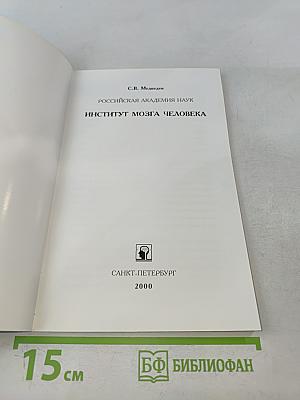 С.В. Медведев
РОССИЙСКАЯ АКАДЕМИЯ НАУК
ИНСТИТУТ МОЗГА ЧЕЛОВЕКА
САНКТ-ПЕТЕРБУРГ
2000
15 см
БФ БИБЛИОФАН